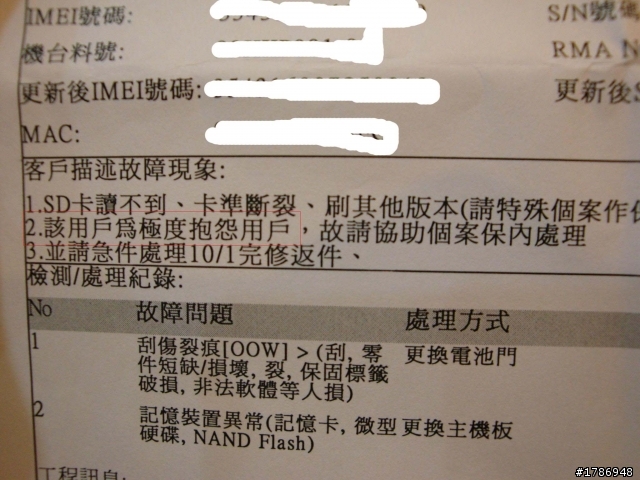 IMEI號碼:
S/N號
機台料號:
RMA N
更新後IMEI號碼:
更新後S
MAC:
客戶描述故障現象:
1.SD卡讀不到、卡準斷裂、刷其他版本(請特殊個案作保
2.該用戶為極度抱怨用戶，故請協助個案保內處理
3.並請急件處理10/1完修返件、
檢測/處理紀錄:
No 故障問題 處理方式
1 刮傷裂痕[OOW] > (刮, 零 更換電池門
件短缺/損壞, 裂, 保固標籤
破損, 非法軟體等人損)
2 記憶裝置異常(記憶卡, 微型 更換主機板
硬碟, NAND Flash)
工程訊息:
#1786948